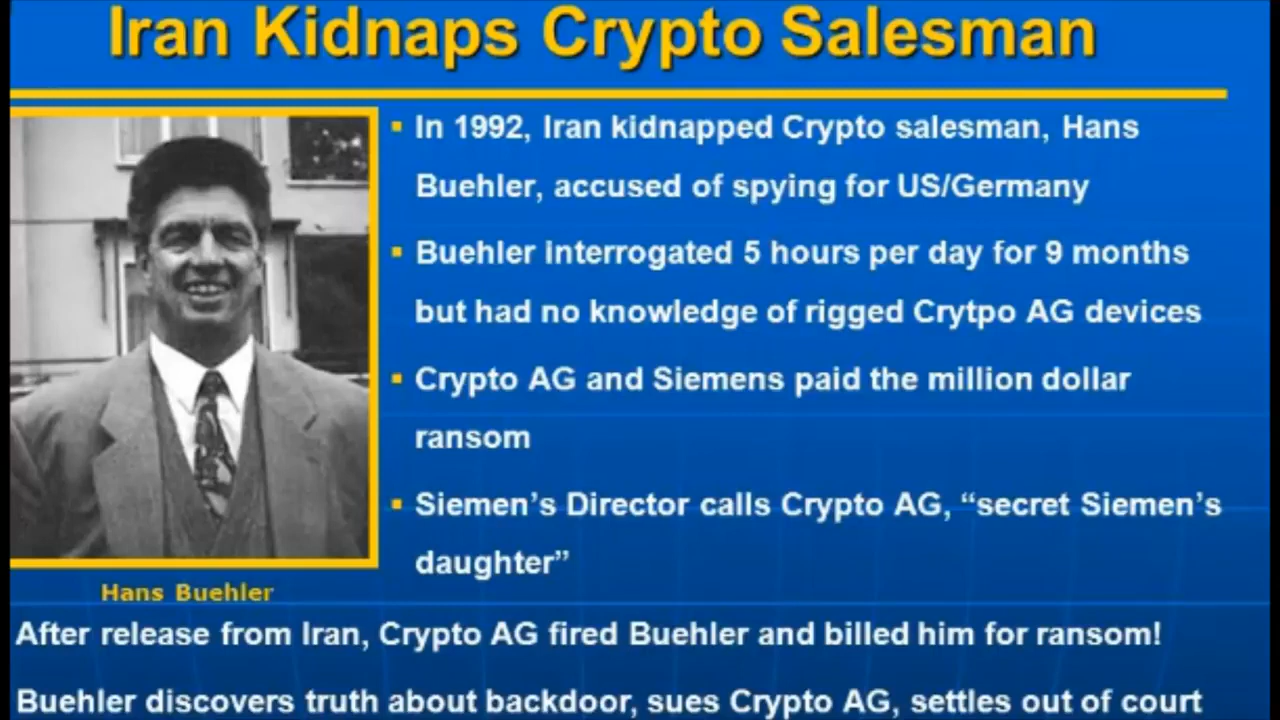 Iran Kidnaps Crypto Salesman
▪ In 1992, Iran kidnapped Crypto salesman, Hans
Buehler, accused of spying for US/Germany
▪ Buehler interrogated 5 hours per day for 9 months
but had no knowledge of rigged Crytpo AG devices
▪ Crypto AG and Siemens paid the million dollar
ransom
▪ Siemen’s Director calls Crypto AG, “secret Siemen’s
daughter”
Hans Buehler
After release from Iran, Crypto AG fired Buehler and billed him for ransom!
Buehler discovers truth about backdoor, sues Crypto AG, settles out of court